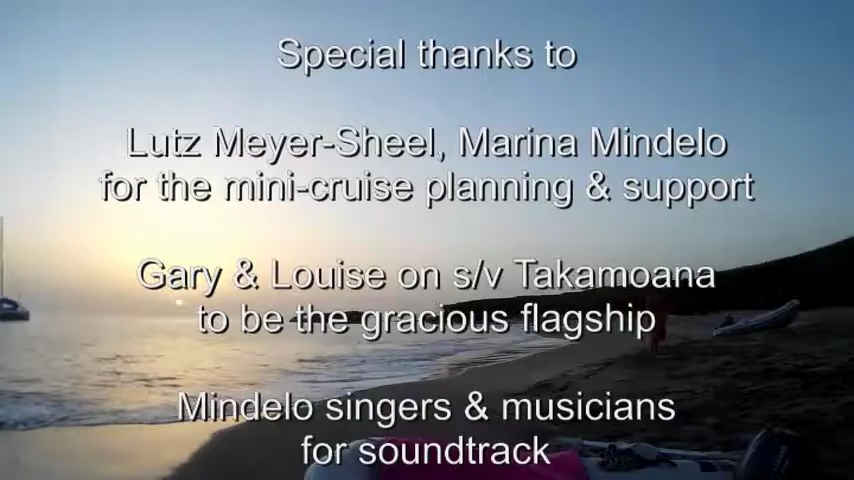 Special thanks to
Lutz Meyer-Sheel, Marina Mindelo
for the mini-cruise planning & support
Gary & Louise on s/v Takamoana
to be the gracious flagship
Mindelo singers & musicians
for soundtrack